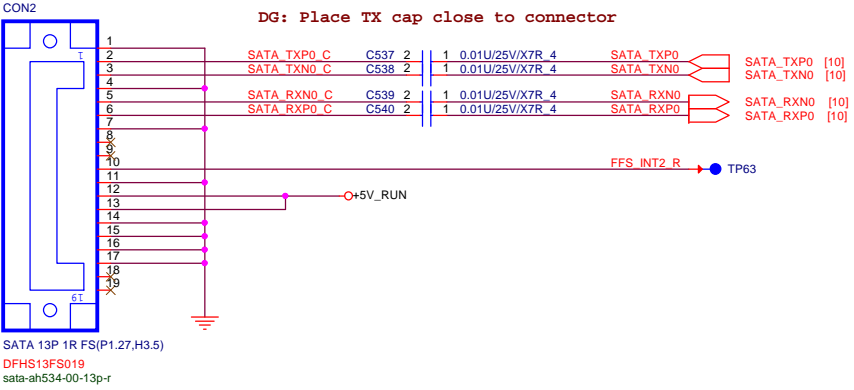 CON2
DG: Place TX cap close to connector
1
1
2 SATA_TXP0_C C537 2 1 0.01U/25V/X7R_4 SATA_TXP0 SATA_TXP0 [10]
3 SATA_TXN0_C C538 2 1 0.01U/25V/X7R_4 SATA_TXN0 SATA_TXN0 [10]
4
5 SATA_RXN0_C C539 2 1 0.01U/25V/X7R_4 SATA_RXN0 SATA_RXN0 [10]
6 SATA_RXP0_C C540 2 1 0.01U/25V/X7R_4 SATA_RXP0 SATA_RXP0 [10]
7
8
9
10 FFS_INT2_R TP63
11
12 +5V_RUN
13
14
15
16
17
18
19
19
SATA 13P 1R FS(P1.27,H3.5)
DFHS13FS019
sata-ah534-00-13p-r